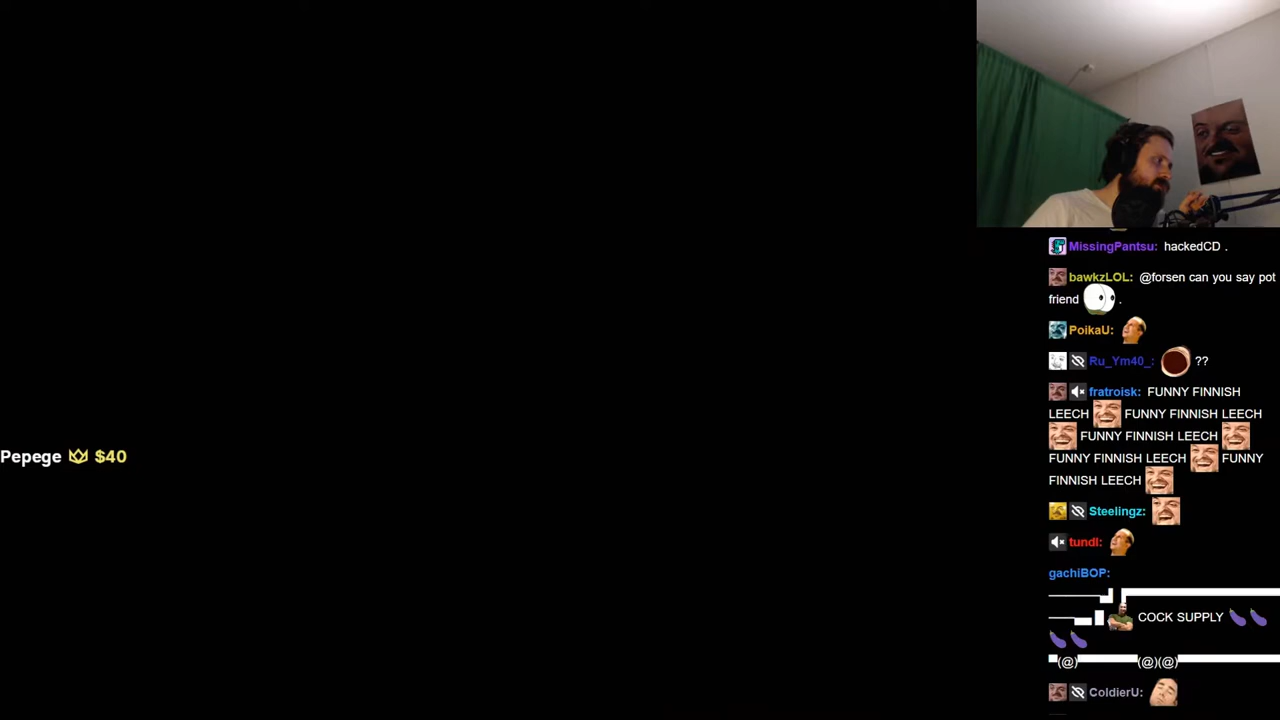 MissingPantsu: hackedCD .
bawkzLOL: @forsen can you say pot
friend .
PoikaU:
Ru_Ym40_: ??
fratroisk: FUNNY FINNISH
LEECH FUNNY FINNISH LEECH
FUNNY FINNISH LEECH
FUNNY FINNISH LEECH FUNNY
FINNISH LEECH
Pepege $40
Steelingz:
tundl:
gachiBOP:
COCK SUPPLY
(@) (@)(@)
ColdierU: